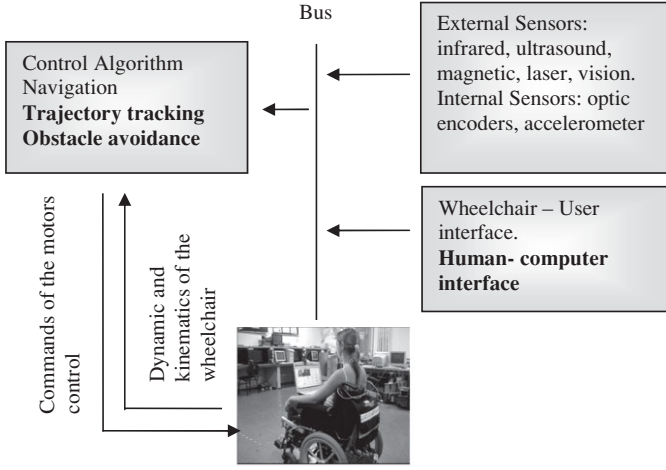 Bus
Control Algorithm
Navigation
Trajectory tracking
Obstacle avoidance
External Sensors:
infrared, ultrasound,
magnetic, laser, vision.
Internal Sensors: optic
encoders, accelerometer
Wheelchair – User
interface.
Human- computer
interface
Commands of the motors
control
Dynamic and
kinematics of the
wheelchair